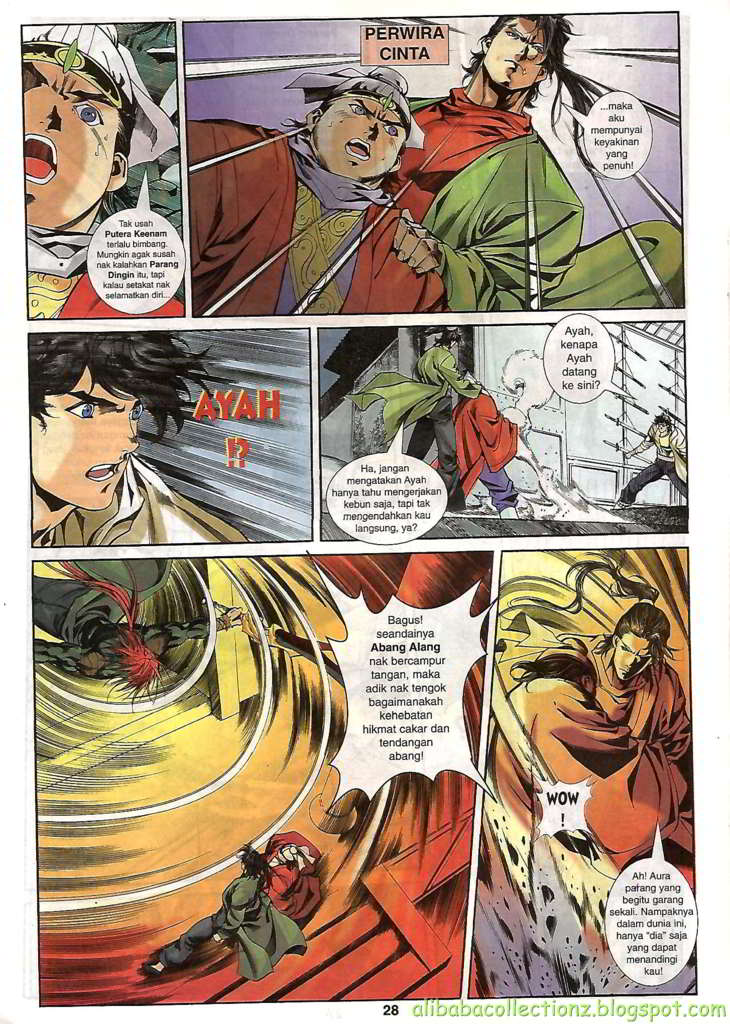 PERWIRA
CINTA
Tak usah
Putera Keenam
terlalu bimbang.
Mungkin agak susah
nak kalahkan Parang
Dingin itu, tapi
kalau setakat nak
selamatkan diri...
...maka
aku
mempunyai
keyakinan
yang
penuh!
AYAH
!?
Ayah,
kenapa
Ayah
datang
ke sini?
Ha, jangan
mengatakan Ayah
hanya tahu mengerjakan
kebun saja, tapi tak
mengendahkan kau
langsung, ya?
Bagus!
seandainya
Abang Alang
nak bercampur
tangan, maka
adik nak tengok
bagaimanakah
kehebatan
hikmat cakar dan
tendangan
abang!
WOW
!
Ah! Aura
parang yang
begitu garang
sekali. Nampaknya
dalam dunia ini,
hanya "dia" saja
yang dapat
menandingi
kau!
28
alibabacollectionz.blogspot.com